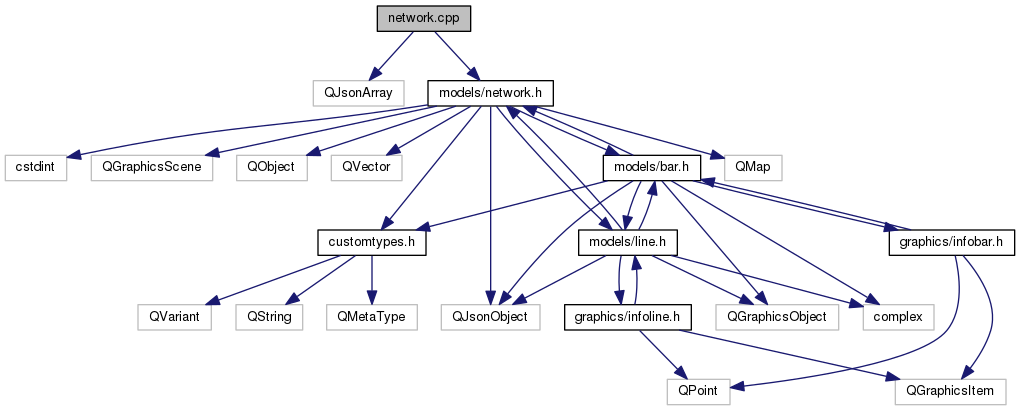 network.cpp
QJsonArray
models/network.h
cstdint
QGraphicsScene
QObject
QVector
models/bar.h
QMap
customtypes.h
models/line.h
graphics/infobar.h
QVariant
QString
QMetaType
QJsonObject
graphics/infoline.h
QGraphicsObject
complex
QPoint
QGraphicsItem